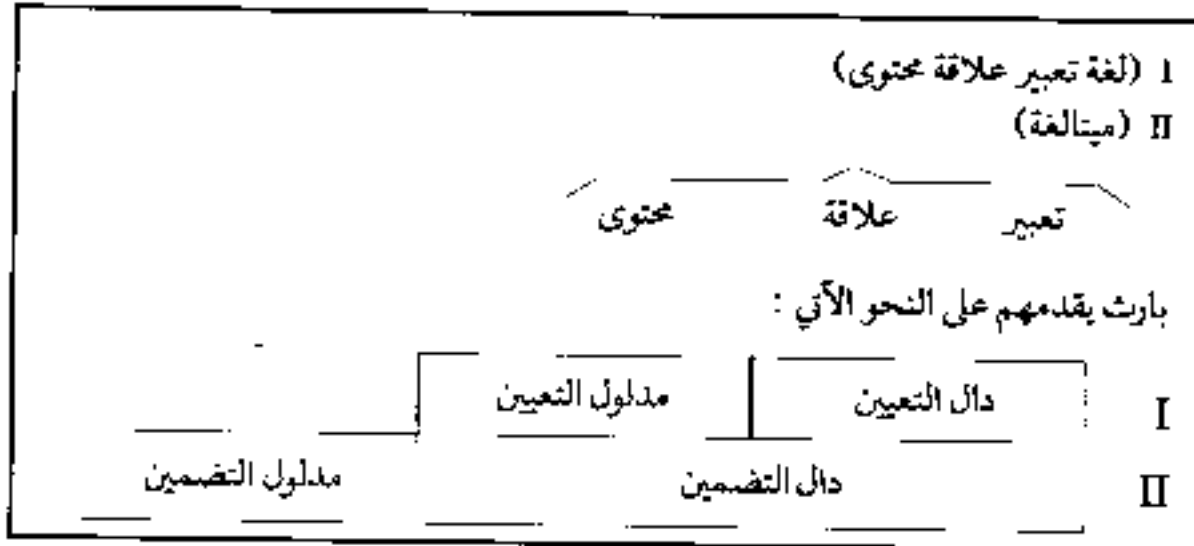 I (لغة تعبير علاقة محتوى)
II (ميتالغة)
تعبير علاقة محتوى
بارث يقدمهم على النحو الآتي :
I دال التعيين مدلول التعيين
II دال التضمين مدلول التضمين